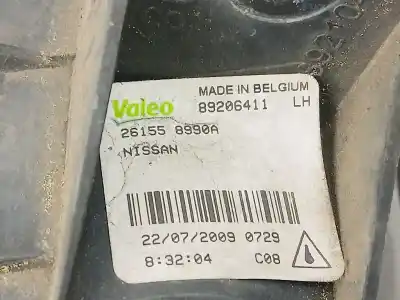 Valeo
MADE IN BELGIUM
89206411 LH
26155 8990A
NISSAN
22/07/2009 0729
8:32:04 C08